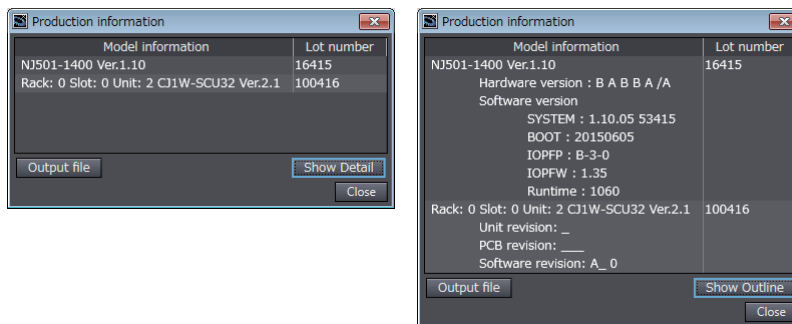 Production information
Model information Lot number
NJ501-1400 Ver.1.10 16415
Rack: 0 Slot: 0 Unit: 2 CJ1W-SCU32 Ver.2.1 100416
Output file Show Detail
Close
Production information
Model information Lot number
NJ501-1400 Ver.1.10 16415
Hardware version : B A B B A /A
Software version
SYSTEM : 1.10.05 53415
BOOT : 20150605
IOPFP : B-3-0
IOPFW : 1.35
Runtime : 1060
Rack: 0 Slot: 0 Unit: 2 CJ1W-SCU32 Ver.2.1 100416
Unit revision: _
PCB revision: ___
Software revision: A_ 0
Output file Show Outline
Close